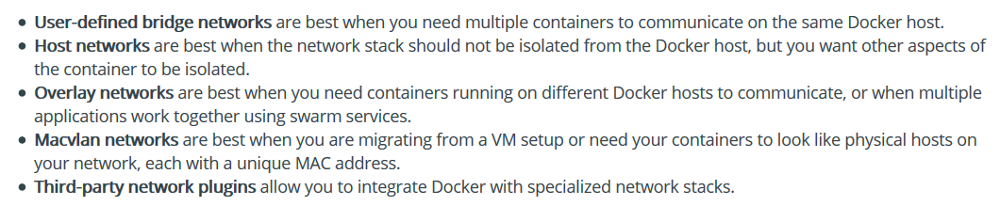 • User-defined bridge networks are best when you need multiple containers to communicate on the same Docker host.
• Host networks are best when the network stack should not be isolated from the Docker host, but you want other aspects of
the container to be isolated.
• Overlay networks are best when you need containers running on different Docker hosts to communicate, or when multiple
applications work together using swarm services.
• Macvlan networks are best when you are migrating from a VM setup or need your containers to look like physical hosts on
your network, each with a unique MAC address.
• Third-party network plugins allow you to integrate Docker with specialized network stacks.